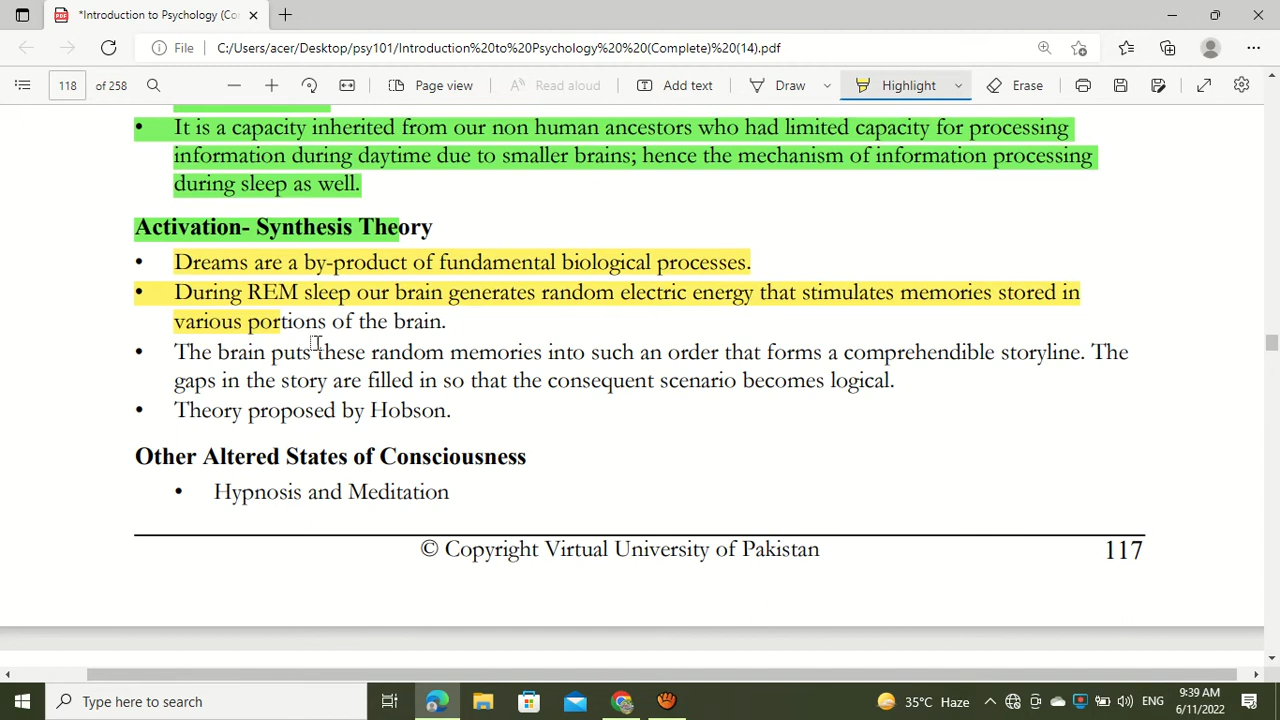 *Introduction to Psychology (Co
File C:/Users/acer/Desktop/psy101/Introduction%20to%20Psychology%20%20(Complete)%20(14).pdf
118 of 258 Page view Read aloud Add text Draw Highlight Erase
• It is a capacity inherited from our non human ancestors who had limited capacity for processing
information during daytime due to smaller brains; hence the mechanism of information processing
during sleep as well.
Activation- Synthesis Theory
• Dreams are a by-product of fundamental biological processes.
• During REM sleep our brain generates random electric energy that stimulates memories stored in
various portions of the brain.
• The brain puts these random memories into such an order that forms a comprehendible storyline. The
gaps in the story are filled in so that the consequent scenario becomes logical.
• Theory proposed by Hobson.
Other Altered States of Consciousness
• Hypnosis and Meditation
© Copyright Virtual University of Pakistan 117
Type here to search 35°C Haze ENG 9:39 AM
6/11/2022